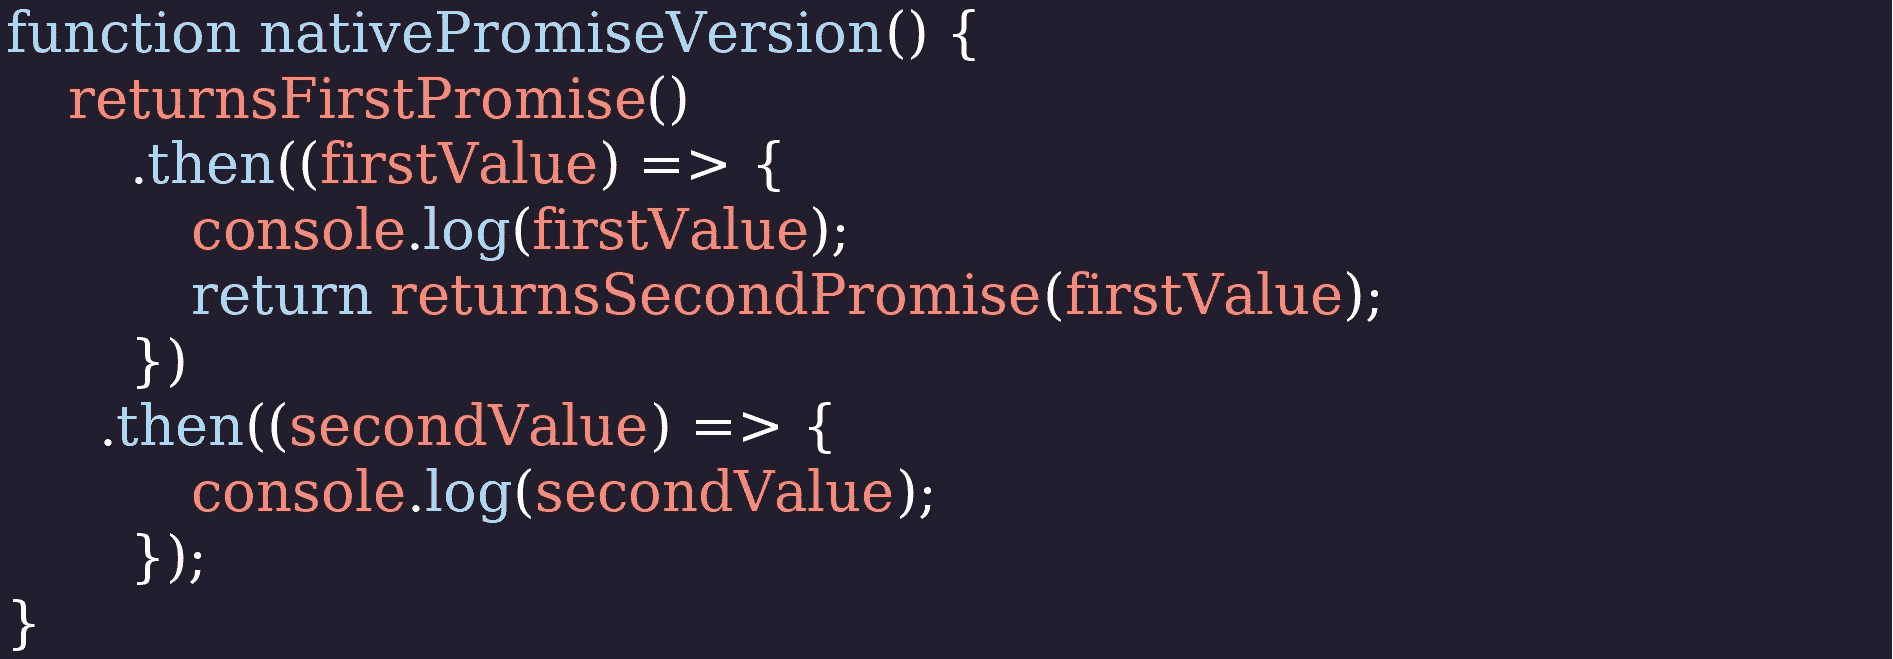 function nativePromiseVersion() {
    returnsFirstPromise()
        .then((firstValue) => {
            console.log(firstValue);
            return returnsSecondPromise(firstValue);
        })
      .then((secondValue) => {
            console.log(secondValue);
        });
}